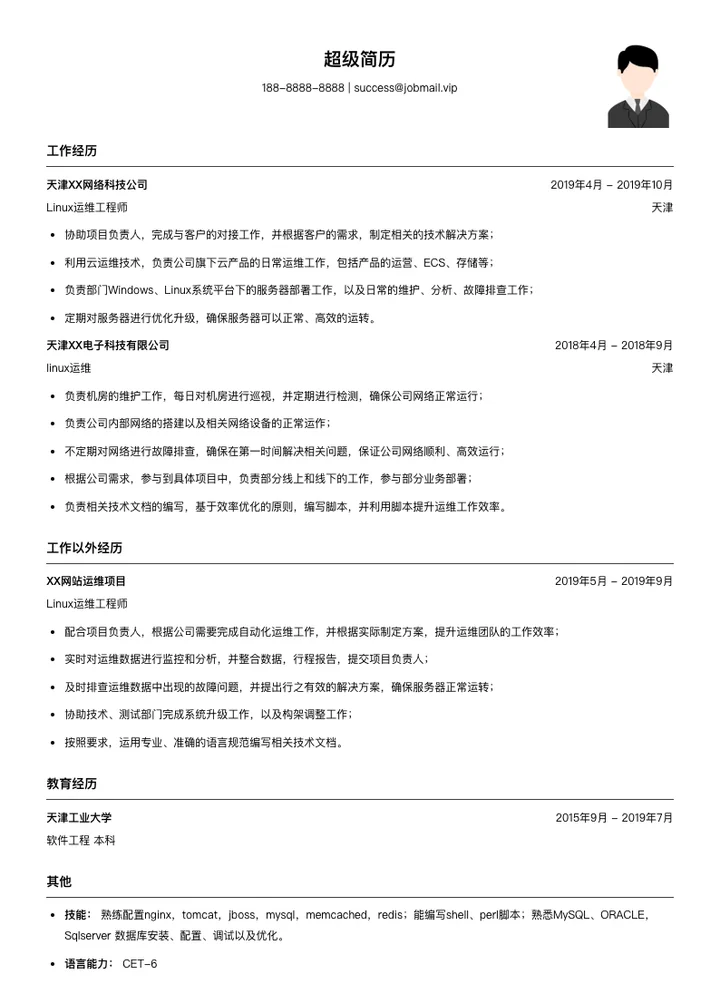 超级简历
188-8888-8888 | success@jobmail.vip
工作经历
天津XX网络科技公司 2019年4月 - 2019年10月
Linux运维工程师 天津
• 协助项目负责人，完成与客户的对接工作，并根据客户的需求，制定相关的技术解决方案；
• 利用云运维技术，负责公司旗下云产品的日常运维工作，包括产品的运营、ECS、存储等；
• 负责部门Windows、Linux系统平台下的服务器部署工作，以及日常的维护、分析、故障排查工作；
• 定期对服务器进行优化升级，确保服务器可以正常、高效的运转。
天津XX电子科技有限公司 2018年4月 - 2018年9月
linux运维 天津
• 负责机房的维护工作，每日对机房进行巡视，并定期进行检测，确保公司网络正常运行；
• 负责公司内部网络的搭建以及相关网络设备的正常运作；
• 不定期对网络进行故障排查，确保在第一时间解决相关问题，保证公司网络顺利、高效运行；
• 根据公司需求，参与到具体项目中，负责部分线上和线下的工作，参与部分业务部署；
• 负责相关技术文档的编写，基于效率优化的原则，编写脚本，并利用脚本提升运维工作效率。
工作以外经历
XX网站运维项目 2019年5月 - 2019年9月
Linux运维工程师
• 配合项目负责人，根据公司需要完成自动化运维工作，并根据实际制定方案，提升运维团队的工作效率；
• 实时对运维数据进行监控和分析，并整合数据，行程报告，提交项目负责人；
• 及时排查运维数据中出现的故障问题，并提出行之有效的解决方案，确保服务器正常运转；
• 协助技术、测试部门完成系统升级工作，以及构架调整工作；
• 按照要求，运用专业、准确的语言规范编写相关技术文档。
教育经历
天津工业大学 2015年9月 - 2019年7月
软件工程 本科
其他
• 技能： 熟练配置nginx，tomcat，jboss，mysql，memcached，redis；能编写shell、perl脚本；熟悉MySQL、ORACLE，
Sqlserver 数据库安装、配置、调试以及优化。
• 语言能力： CET-6